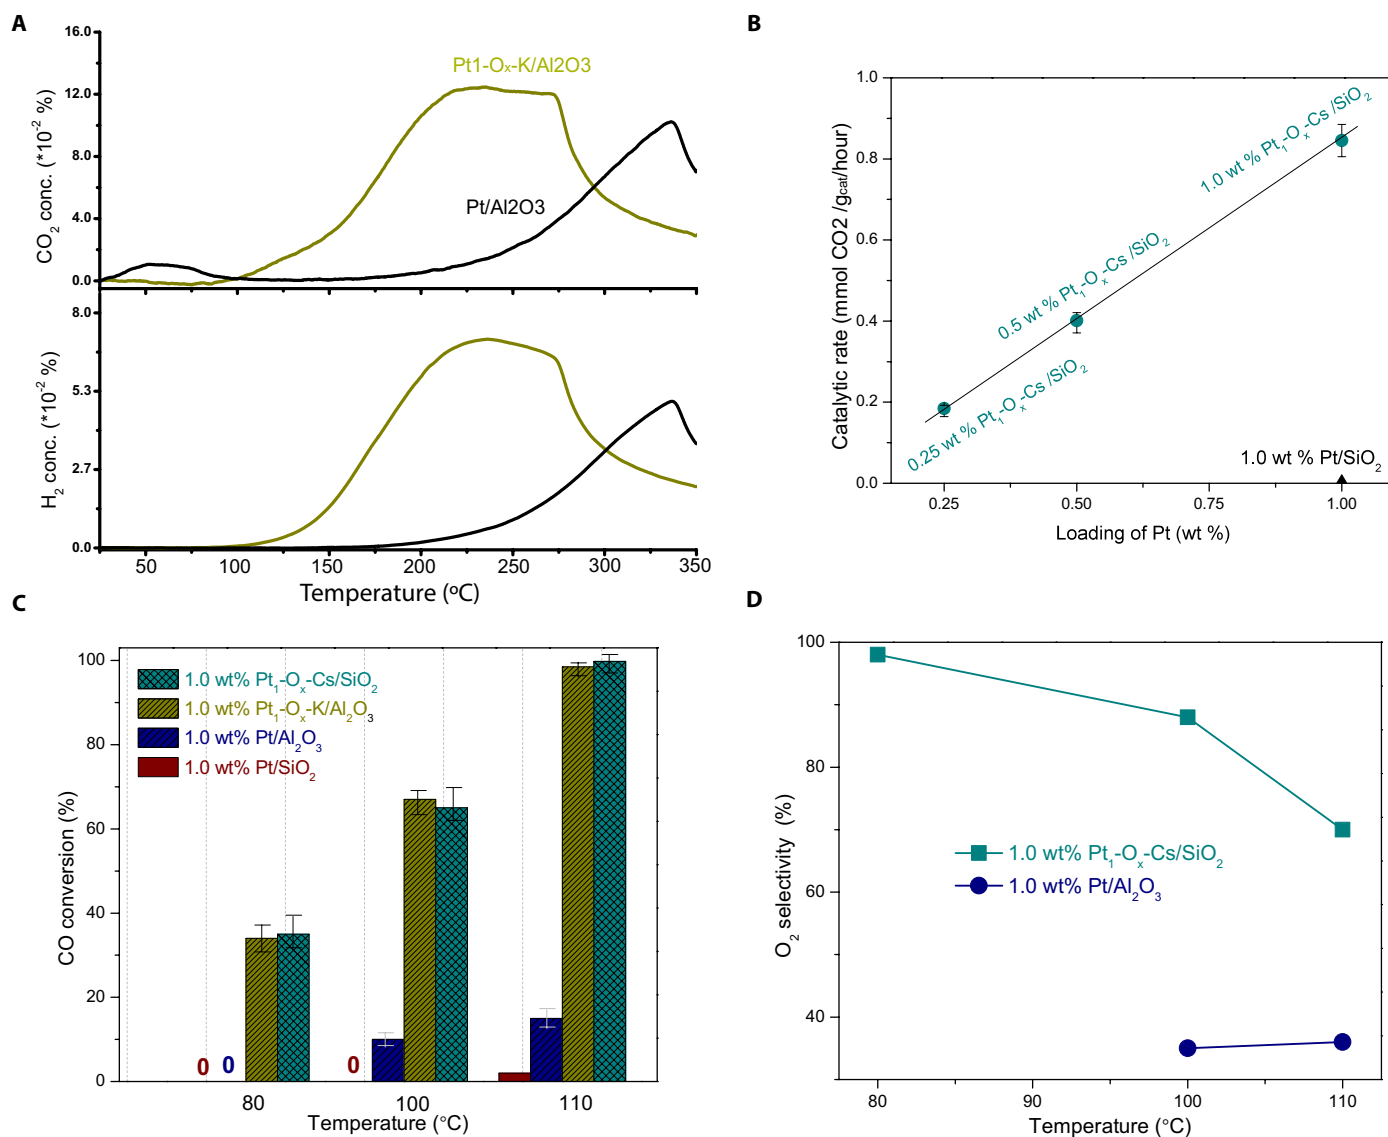 A
16.0
12.0
8.0
4.0
0.0
CO2 conc. (*10-2 %)
Pt1-Ox-K/Al2O3
Pt/Al2O3
8.0
5.3
2.7
0.0
H2 conc. (*10-2 %)
50 100 150 200 250 300 350
Temperature (ºC)
B
1.0
0.8
0.6
0.4
0.2
0.0
Catalytic rate (mmol CO2 /gcat/hour)
1.0 wt % Pt1-Ox-Cs /SiO2
0.5 wt % Pt1-Ox-Cs /SiO2
0.25 wt % Pt1-Ox-Cs /SiO2
1.0 wt % Pt/SiO2
0.25 0.50 0.75 1.00
Loading of Pt (wt %)
C
100
80
60
40
20
0
CO conversion (%)
1.0 wt% Pt1-Ox-Cs/SiO2
1.0 wt% Pt1-Ox-K/Al2O3
1.0 wt% Pt/Al2O3
1.0 wt% Pt/SiO2
0 0 0
80 100 110
Temperature (°C)
D
100
80
60
40
O2 selectivity (%)
1.0 wt% Pt1-Ox-Cs/SiO2
1.0 wt% Pt/Al2O3
80 90 100 110
Temperature (°C)